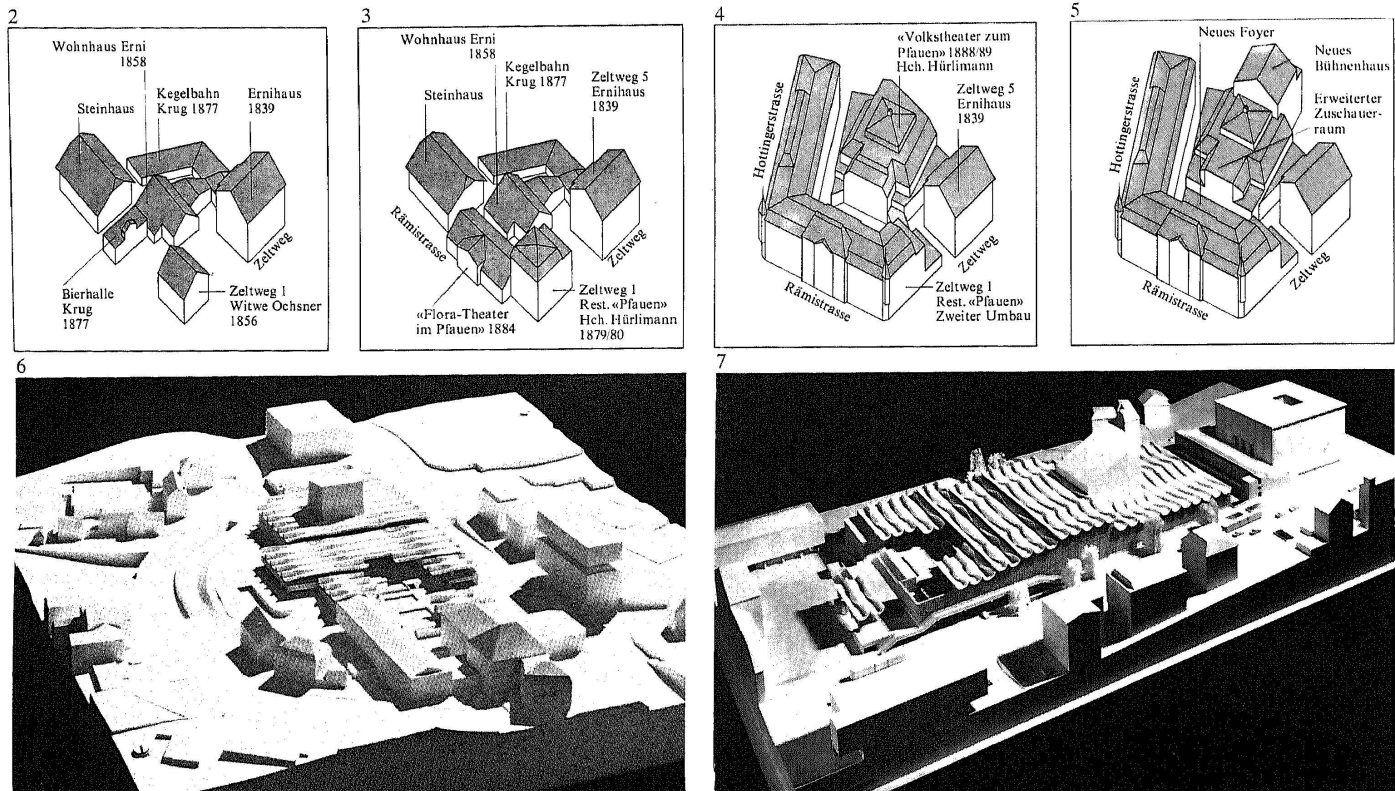 2
Wohnhaus Erni
1858
Steinhaus
Kegelbahn
Krug 1877
Ernihaus
1839
Bierhalle
Krug
1877
Zeltweg 1
Witwe Ochsner
1856
Zeltweg
3
Wohnhaus Erni
1858
Kegelbahn
Krug 1877
Steinhaus
Zeltweg 5
Ernihaus
1839
Rämistrasse
Zeltweg
«Flora-Theater
im Pfauen» 1884
Zeltweg 1
Rest. «Pfauen»
Hch. Hürlimann
1879/80
4
«Volkstheater zum
Pfauen» 1888/89
Hch. Hürlimann
Zeltweg 5
Ernihaus
1839
Hottingerstrasse
Zeltweg
Rämistrasse
Zeltweg 1
Rest. «Pfauen»
Zweiter Umbau
5
Neues Foyer
Neues
Bühnenhaus
Erweiterter
Zuschauer-
raum
Hottingerstrasse
Rämistrasse
Zeltweg
6
7